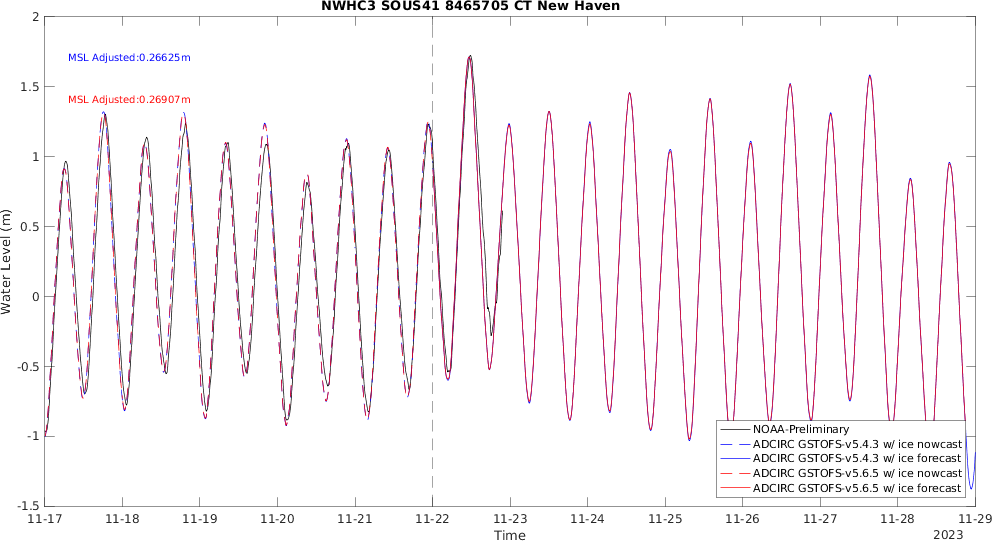 NWHC3 SOUS41 8465705 CT New Haven
2
1.5
1
0.5
0
-0.5
-1
-1.5
Water Level (m)
MSL Adjusted:0.26625m
MSL Adjusted:0.26907m
NOAA-Preliminary
ADCIRC GSTOFS-v5.4.3 w/ ice nowcast
ADCIRC GSTOFS-v5.4.3 w/ ice forecast
ADCIRC GSTOFS-v5.6.5 w/ ice nowcast
ADCIRC GSTOFS-v5.6.5 w/ ice forecast
11-17 11-18 11-19 11-20 11-21 11-22 11-23 11-24 11-25 11-26 11-27 11-28 11-29
Time
2023